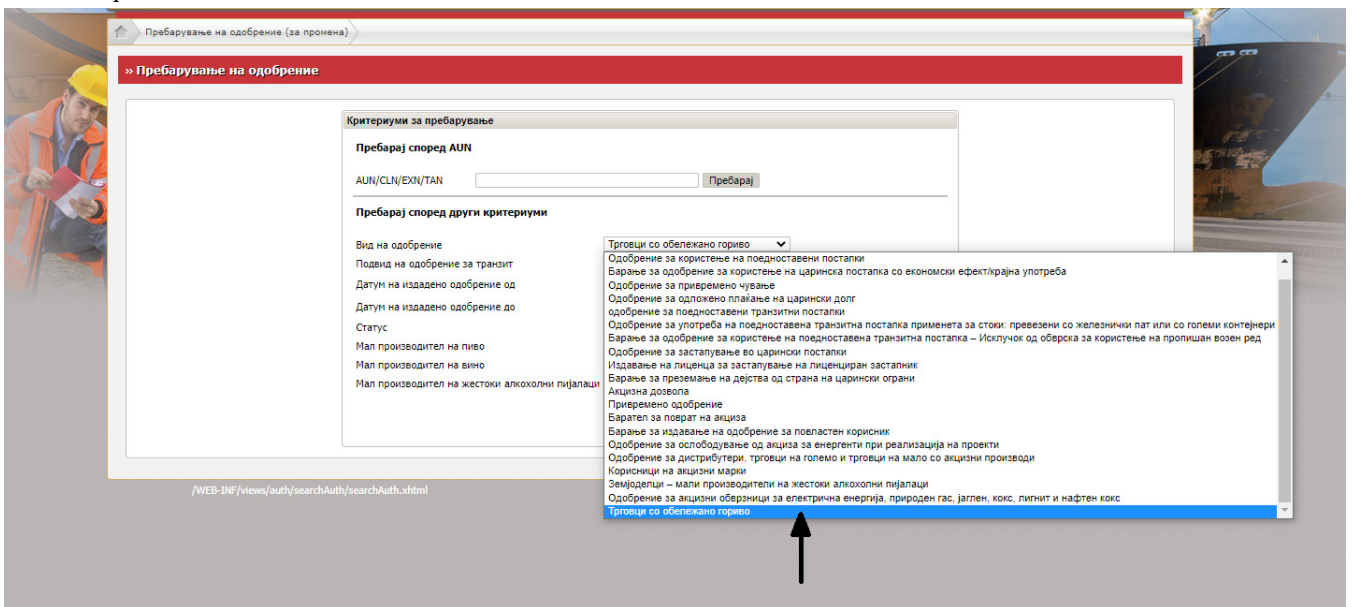 Пребарување на одобрение (за промена)
» Пребарување на одобрение
Критериуми за пребарување
Пребарај според AUN
AUN/CLN/EXN/TAN Пребарај
Пребарај според други критериуми
Вид на одобрение Трговци со обележано гориво
Подвид на одобрение за транзит
Датум на издадено одобрение од
Датум на издадено одобрение до
Статус
Мал производител на пиво
Мал производител на вино
Мал производител на жестоки алкохолни пијалаци
Одобрение за користење на поедноставени постапки
Барање за одобрение за користење на царинска постапка со економски ефект/крајна употреба
Одобрение за привремено чување
Одобрение за одложено плаќање на царински долг
одобрение за поедноставени транзитни постапки
Одобрение за употреба на поедноставена транзитна постапка применета за стоки: превезени со железнички пат или со големи контејнери
Барање за одобрение за користење на поедноставена транзитна постапка – Исклучок од обврска за користење на пропишан возен ред
Одобрение за застапување во царински постапки
Издавање на лиценца за застапување на лиценциран застапник
Барање за преземање на дејства од страна на царински ограни
Акцизна дозвола
Привремено одобрение
Барател за поврат на акциза
Барање за издавање на одобрение за повластен корисник
Одобрение за ослободување од акциза за енергенти при реализација на проекти
Одобрение за дистрибутери, трговци на големо и трговци на мало со акцизни производи
Корисници на акцизни марки
Земјоделци – мали производители на жестоки алкохолни пијалаци
Одобрение за акцизни обврзници за електрична енергија, природен гас, јаглен, кокс, лигнит и нафтен кокс
Трговци со обележано гориво
/WEB-INF/views/auth/searchAuth/searchAuth.xhtml